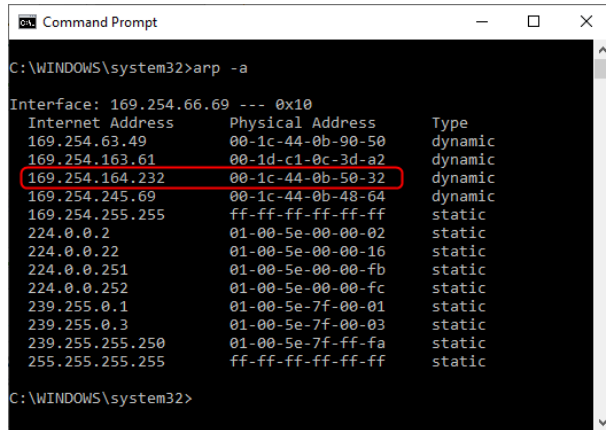 Command Prompt
C:\WINDOWS\system32>arp -a
Interface: 169.254.66.69 --- 0x10
Internet Address Physical Address Type
169.254.63.49 00-1c-44-0b-90-50 dynamic
169.254.163.61 00-1d-c1-0c-3d-a2 dynamic
169.254.164.232 00-1c-44-0b-50-32 dynamic
169.254.245.69 00-1c-44-0b-48-64 dynamic
169.254.255.255 ff-ff-ff-ff-ff-ff static
224.0.0.2 01-00-5e-00-00-02 static
224.0.0.22 01-00-5e-00-00-16 static
224.0.0.251 01-00-5e-00-00-fb static
224.0.0.252 01-00-5e-00-00-fc static
239.255.0.1 01-00-5e-7f-00-01 static
239.255.0.3 01-00-5e-7f-00-03 static
239.255.255.250 01-00-5e-7f-ff-fa static
255.255.255.255 ff-ff-ff-ff-ff-ff static
C:\WINDOWS\system32>